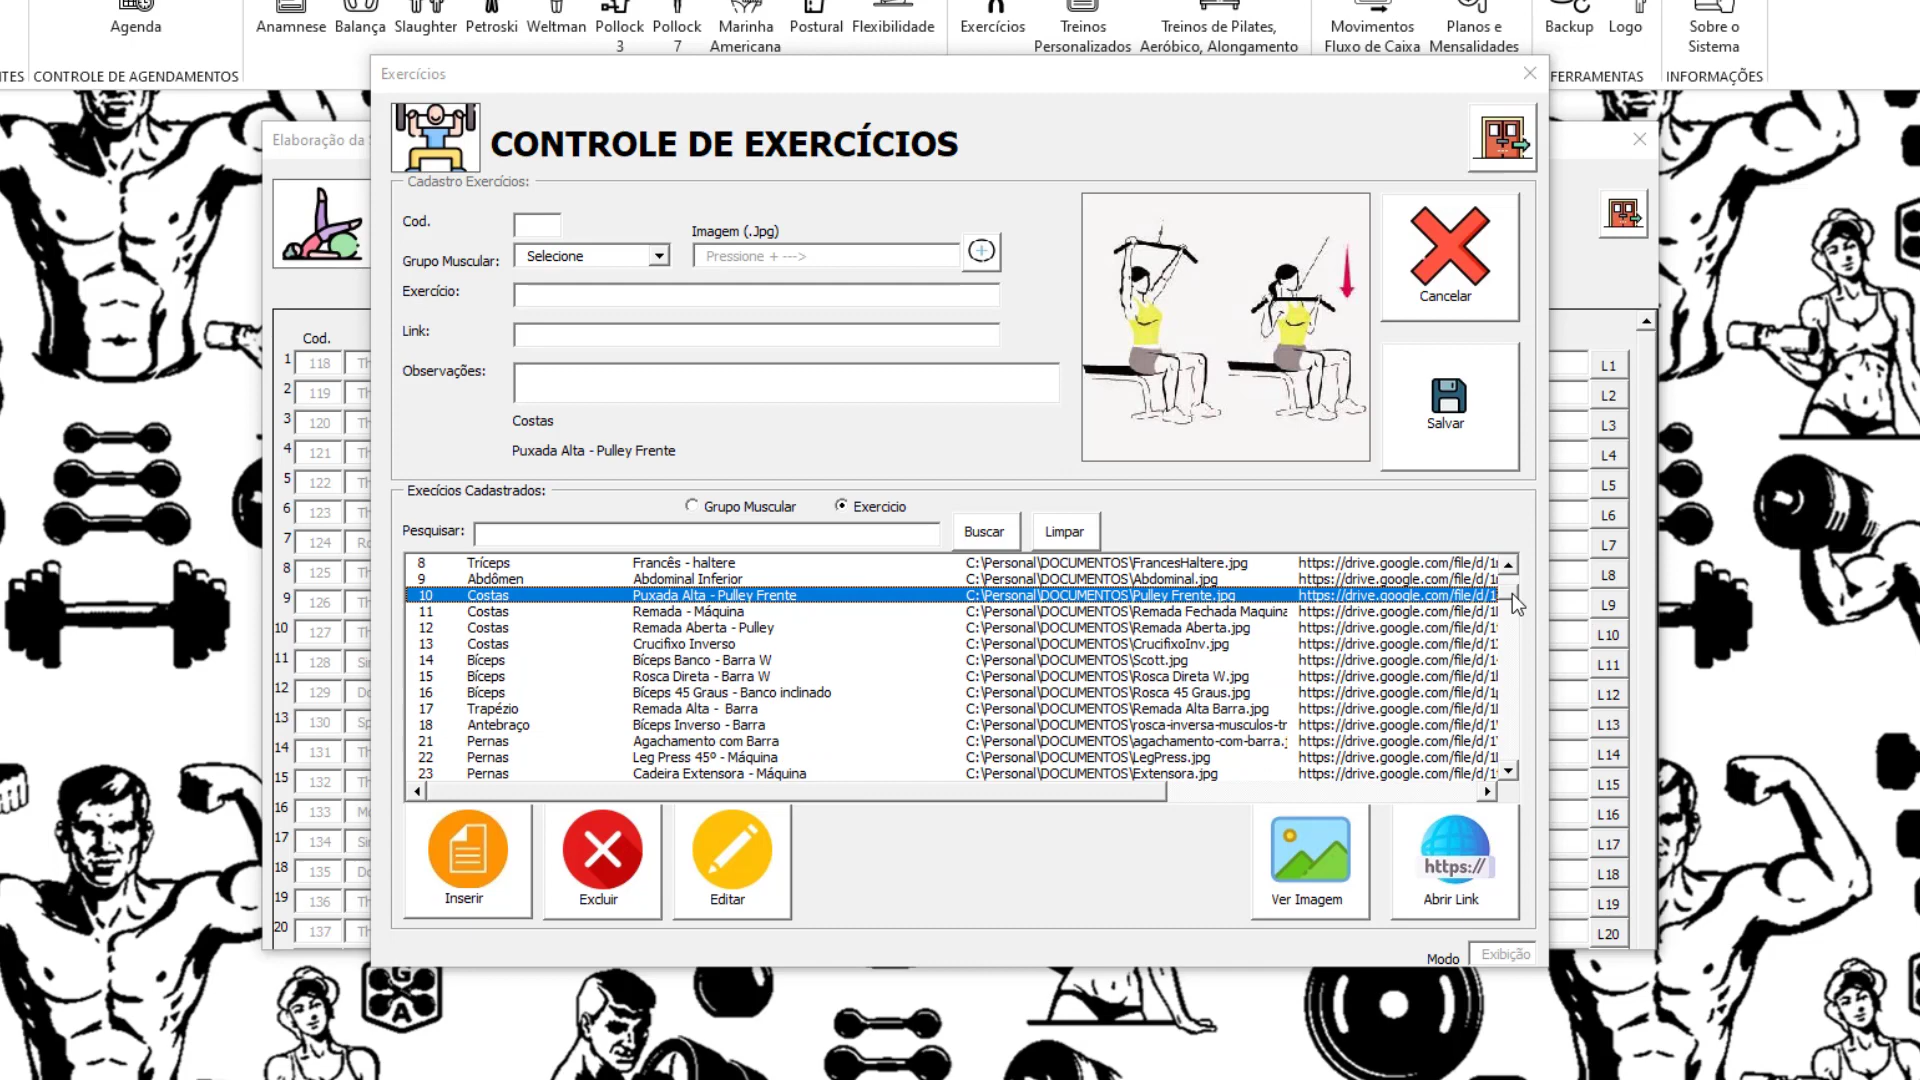 Agenda
Anamnese Balança Slaughter Petroski Weltman Pollock 3 Pollock 7 Marinha Americana Postural Flexibilidade
Exercícios Treinos Personalizados Treinos de Pilates, Aeróbico, Alongamento
Movimentos Fluxo de Caixa Planos e Mensalidades
Backup Logo Sobre o Sistema
TES CONTROLE DE AGENDAMENTOS FERRAMENTAS INFORMAÇÕES
Exercícios
Elaboração da
CONTROLE DE EXERCÍCIOS
Cadastro Exercícios:
Cod.
Imagem (.Jpg)
Grupo Muscular: Selecione Pressione + --->
Exercício:
Link:
Observações:
Costas
Puxada Alta - Pulley Frente
Cancelar
Salvar
Execícios Cadastrados:
Grupo Muscular Exercicio
Pesquisar: Buscar Limpar
8 Tríceps Francês - haltere C:\Personal\DOCUMENTOS\FrancesHaltere.jpg https://drive.google.com/file/d/1
9 Abdômen Abdominal Inferior C:\Personal\DOCUMENTOS\Abdominal.jpg https://drive.google.com/file/d/1
10 Costas Puxada Alta - Pulley Frente C:\Personal\DOCUMENTOS\Pulley Frente.jpg https://drive.google.com/file/d/1
11 Costas Remada - Máquina C:\Personal\DOCUMENTOS\Remada Fechada Maquina https://drive.google.com/file/d/1
12 Costas Remada Aberta - Pulley C:\Personal\DOCUMENTOS\Remada Aberta.jpg https://drive.google.com/file/d/1
13 Costas Crucifixo Inverso C:\Personal\DOCUMENTOS\CrucifixoInv.jpg https://drive.google.com/file/d/1
14 Bíceps Bíceps Banco - Barra W C:\Personal\DOCUMENTOS\Scott.jpg https://drive.google.com/file/d/1
15 Bíceps Rosca Direta - Barra W C:\Personal\DOCUMENTOS\Rosca Direta W.jpg https://drive.google.com/file/d/1
16 Bíceps Bíceps 45 Graus - Banco inclinado C:\Personal\DOCUMENTOS\Rosca 45 Graus.jpg https://drive.google.com/file/d/1
17 Trapézio Remada Alta - Barra C:\Personal\DOCUMENTOS\Remada Alta Barra.jpg https://drive.google.com/file/d/1
18 Antebraço Bíceps Inverso - Barra C:\Personal\DOCUMENTOS\rosca-inversa-musculos-tr https://drive.google.com/file/d/1
21 Pernas Agachamento com Barra C:\Personal\DOCUMENTOS\agachamento-com-barra.j https://drive.google.com/file/d/1
22 Pernas Leg Press 45º - Máquina C:\Personal\DOCUMENTOS\LegPress.jpg https://drive.google.com/file/d/1
23 Pernas Cadeira Extensora - Máquina C:\Personal\DOCUMENTOS\Extensora.jpg https://drive.google.com/file/d/1
https://
Inserir Excluir Editar Ver Imagem Abrir Link
Modo Exibição
Cod.
1 118 Th L1
2 119 Th L2
3 120 Th L3
4 121 Th L4
5 122 Th L5
6 123 Th L6
7 124 Ro L7
8 125 Th L8
9 126 Th L9
10 127 Th L10
11 128 Sin L11
12 129 Do L12
13 130 Sp L13
14 131 Th L14
15 132 Th L15
16 133 Mo L16
17 134 Sin L17
18 135 Do L18
19 136 Th L19
20 137 Th L20
G A